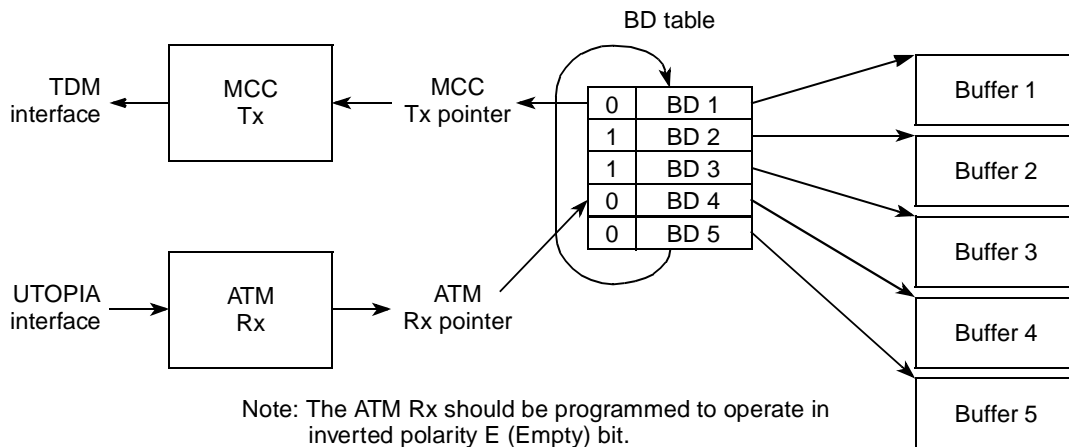 BD table
TDM
interface
MCC
Tx
MCC
Tx pointer
0 BD 1
1 BD 2
1 BD 3
0 BD 4
0 BD 5
Buffer 1
Buffer 2
Buffer 3
Buffer 4
Buffer 5
UTOPIA
interface
ATM
Rx
ATM
Rx pointer
Note: The ATM Rx should be programmed to operate in
inverted polarity E (Empty) bit.